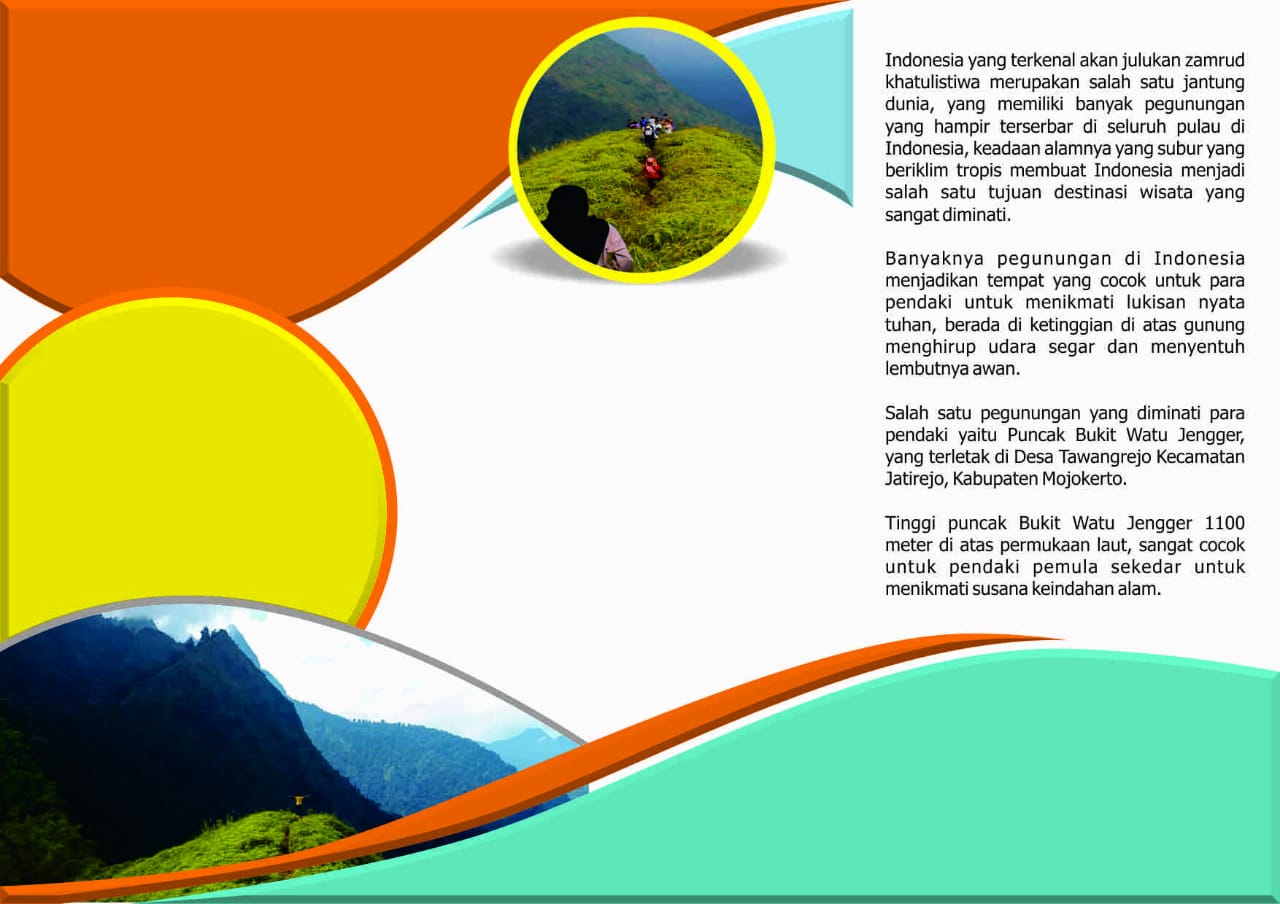 Indonesia yang terkenal akan julukan zamrud
khatulistiwa merupakan salah satu jantung
dunia, yang memiliki banyak pegunungan
yang hampir terserbar di seluruh pulau di
Indonesia, keadaan alamnya yang subur yang
beriklim tropis membuat Indonesia menjadi
salah satu tujuan destinasi wisata yang
sangat diminati.
Banyaknya pegunungan di Indonesia
menjadikan tempat yang cocok untuk para
pendaki untuk menikmati lukisan nyata
tuhan, berada di ketinggian di atas gunung
menghirup udara segar dan menyentuh
lembutnya awan.
Salah satu pegunungan yang diminati para
pendaki yaitu Puncak Bukit Watu Jengger,
yang terletak di Desa Tawangrejo Kecamatan
Jatirejo, Kabupaten Mojokerto.
Tinggi puncak Bukit Watu Jengger 1100
meter di atas permukaan laut, sangat cocok
untuk pendaki pemula sekedar untuk
menikmati susana keindahan alam.